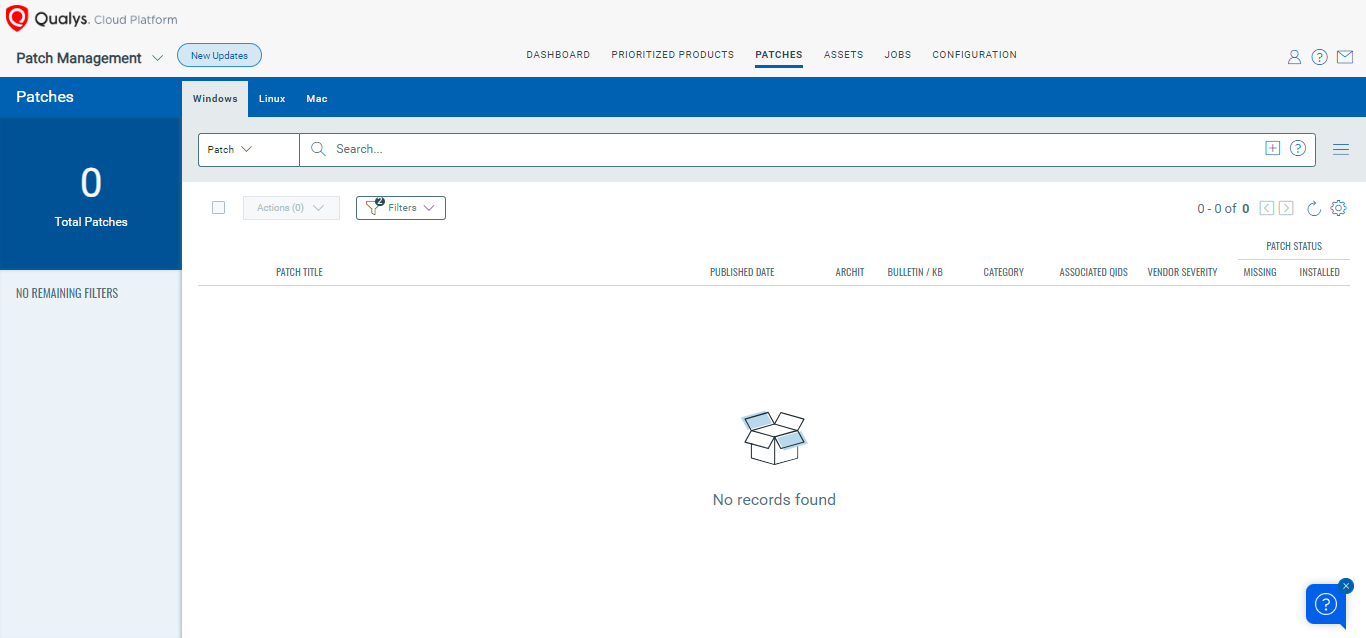 Qualys. Cloud Platform
Patch Management
New Updates
DASHBOARD PRIORITIZED PRODUCTS PATCHES ASSETS JOBS CONFIGURATION
Patches
Windows Linux Mac
0
Total Patches
NO REMAINING FILTERS
Patch
Search...
Actions (0)
2
Filters
0 - 0 of 0
PATCH STATUS
PATCH TITLE PUBLISHED DATE ARCHIT BULLETIN / KB CATEGORY ASSOCIATED QIDS VENDOR SEVERITY MISSING INSTALLED
No records found